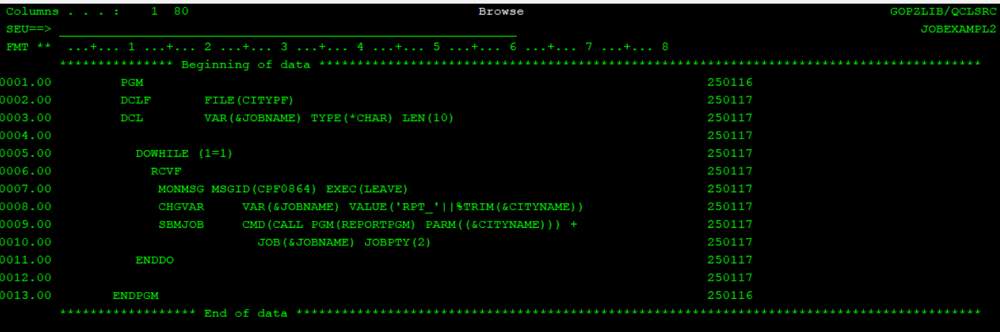 Columns . . . :    1  80                                       Browse                                                GOPZLIB/QCLSRC
SEU==> ____________________________________________________________                                                     JOBEXAMPL2
FMT **  ...+... 1 ...+... 2 ...+... 3 ...+... 4 ...+... 5 ...+... 6 ...+... 7 ...+... 8
*************** Beginning of data ***************************************************************************************
0001.00         PGM                                                                          250116
0002.00         DCLF       FILE(CITYPF)                                                      250117
0003.00         DCL        VAR(&JOBNAME) TYPE(*CHAR) LEN(10)                                 250117
0004.00                                                                                      250117
0005.00           DOWHILE (1=1)                                                              250117
0006.00             RCVF                                                                     250117
0007.00              MONMSG MSGID(CPF0864) EXEC(LEAVE)                                       250117
0008.00              CHGVAR     VAR(&JOBNAME) VALUE('RPT_'||%TRIM(&CITYNAME))                250117
0009.00              SBMJOB     CMD(CALL PGM(REPORTPGM) PARM((&CITYNAME))) +                 250117
0010.00                           JOB(&JOBNAME) JOBPTY(2)                                    250117
0011.00           ENDDO                                                                      250117
0012.00                                                                                      250117
0013.00        ENDPGM                                                                        250116
****************** End of data ******************************************************************************************